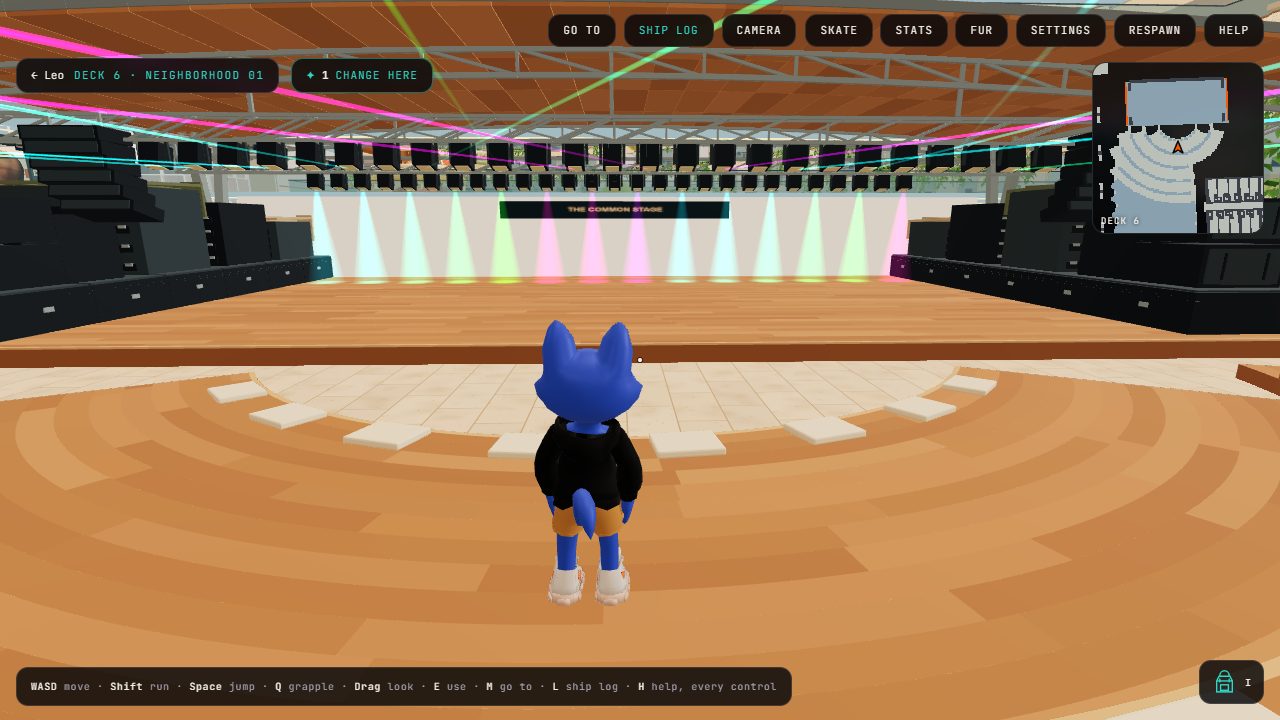 GO TO
SHIP LOG
CAMERA
SKATE
STATS
FUR
SETTINGS
RESPAWN
HELP
← Leo DECK 6 · NEIGHBORHOOD 01
✦ 1 CHANGE HERE
THE COMMON STAGE
DECK 6
WASD move · Shift run · Space jump · Q grapple · Drag look · E use · M go to · L ship log · H help, every control
I